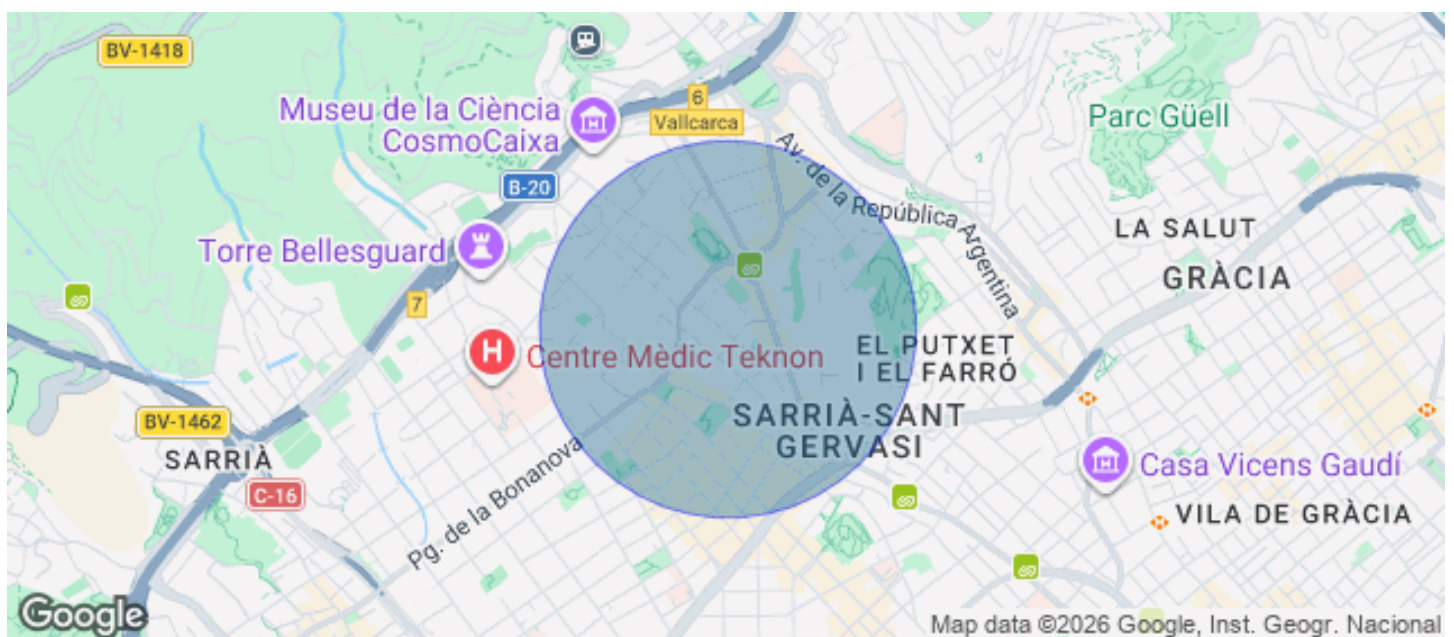 BV-1418
Museu de la Ciència
CosmoCaixa
6
Vallcarca
Parc Güell
B-20
Av. de la República Argentina
Torre Bellesguard
LA SALUT
GRÀCIA
7
H
Centre Mèdic Teknon
EL PUTXET
I EL FARRÓ
BV-1462
SARRIÀ
SARRIÀ-SANT
GERVASI
Casa Vicens Gaudí
C-16
Pg. de la Bonanova
VILA DE GRÀCIA
Google
Map data ©2026 Google, Inst. Geogr. Nacional